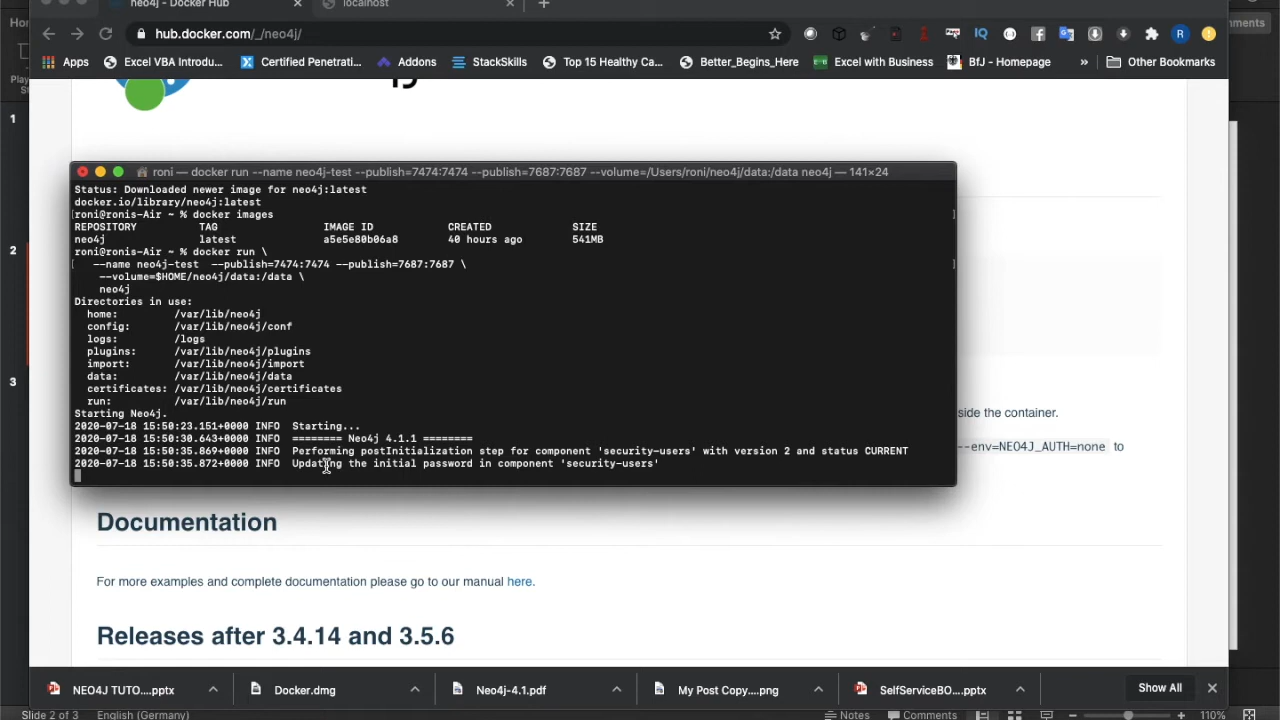 neo4j - Docker Hub
localhost
hub.docker.com/_/neo4j/
Apps
Excel VBA Introdu...
Certified Penetrati...
Addons
StackSkills
Top 15 Healthy Ca...
Better_Begins_Here
Excel with Business
BfJ - Homepage
»
Other Bookmarks
roni — docker run --name neo4j-test --publish=7474:7474 --publish=7687:7687 --volume=/Users/roni/neo4j/data:/data neo4j — 141×24
Status: Downloaded newer image for neo4j:latest
docker.io/library/neo4j:latest
[roni@ronis-Air ~ % docker images ]
REPOSITORY TAG IMAGE ID CREATED SIZE
neo4j latest a5e5e80b06a8 40 hours ago 541MB
roni@ronis-Air ~ % docker run \
[ --name neo4j-test --publish=7474:7474 --publish=7687:7687 \ ]
--volume=$HOME/neo4j/data:/data \
neo4j
Directories in use:
home: /var/lib/neo4j
config: /var/lib/neo4j/conf
logs: /logs
plugins: /var/lib/neo4j/plugins
import: /var/lib/neo4j/import
data: /var/lib/neo4j/data
certificates: /var/lib/neo4j/certificates
run: /var/lib/neo4j/run
Starting Neo4j.
2020-07-18 15:50:23.151+0000 INFO Starting...
2020-07-18 15:50:30.643+0000 INFO ======== Neo4j 4.1.1 ========
2020-07-18 15:50:35.869+0000 INFO Performing postInitialization step for component 'security-users' with version 2 and status CURRENT
2020-07-18 15:50:35.872+0000 INFO Updating the initial password in component 'security-users'
side the container.
--env=NEO4J_AUTH=none to
Documentation
For more examples and complete documentation please go to our manual here.
Releases after 3.4.14 and 3.5.6
1
2
3
NEO4J TUTO....pptx
Docker.dmg
Neo4j-4.1.pdf
My Post Copy....png
SelfServiceBO....pptx
Show All
Slide 2 of 3
English (Germany)
Notes
Comments
110%